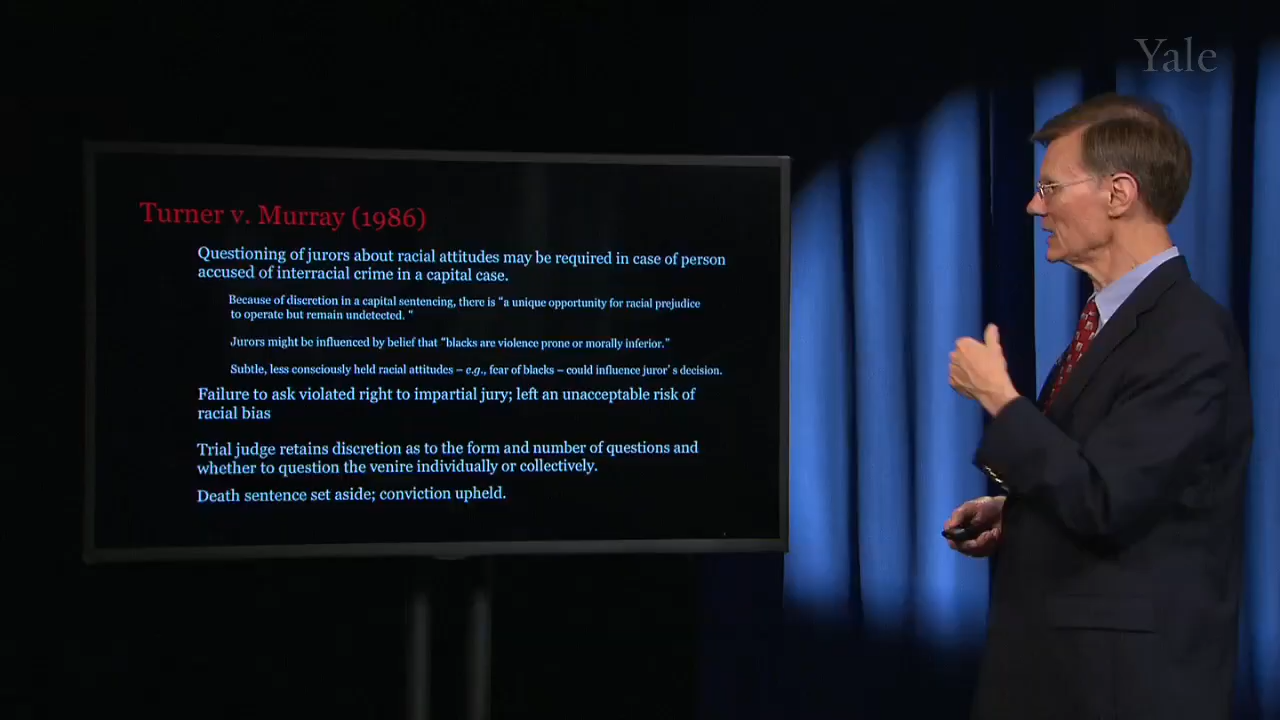 Yale
Turner v. Murray (1986)
Questioning of jurors about racial attitudes may be required in case of person
accused of interracial crime in a capital case.
Because of discretion in a capital sentencing, there is “a unique opportunity for racial prejudice
to operate but remain undetected. “
Jurors might be influenced by belief that “blacks are violence prone or morally inferior.”
Subtle, less consciously held racial attitudes – e.g., fear of blacks – could influence juror’s decision.
Failure to ask violated right to impartial jury; left an unacceptable risk of
racial bias
Trial judge retains discretion as to the form and number of questions and
whether to question the venire individually or collectively.
Death sentence set aside; conviction upheld.